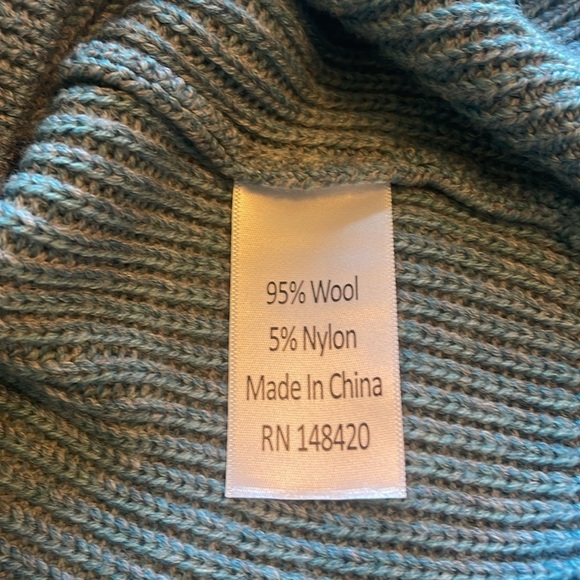 95% Wool
5% Nylon
Made In China
RN 148420